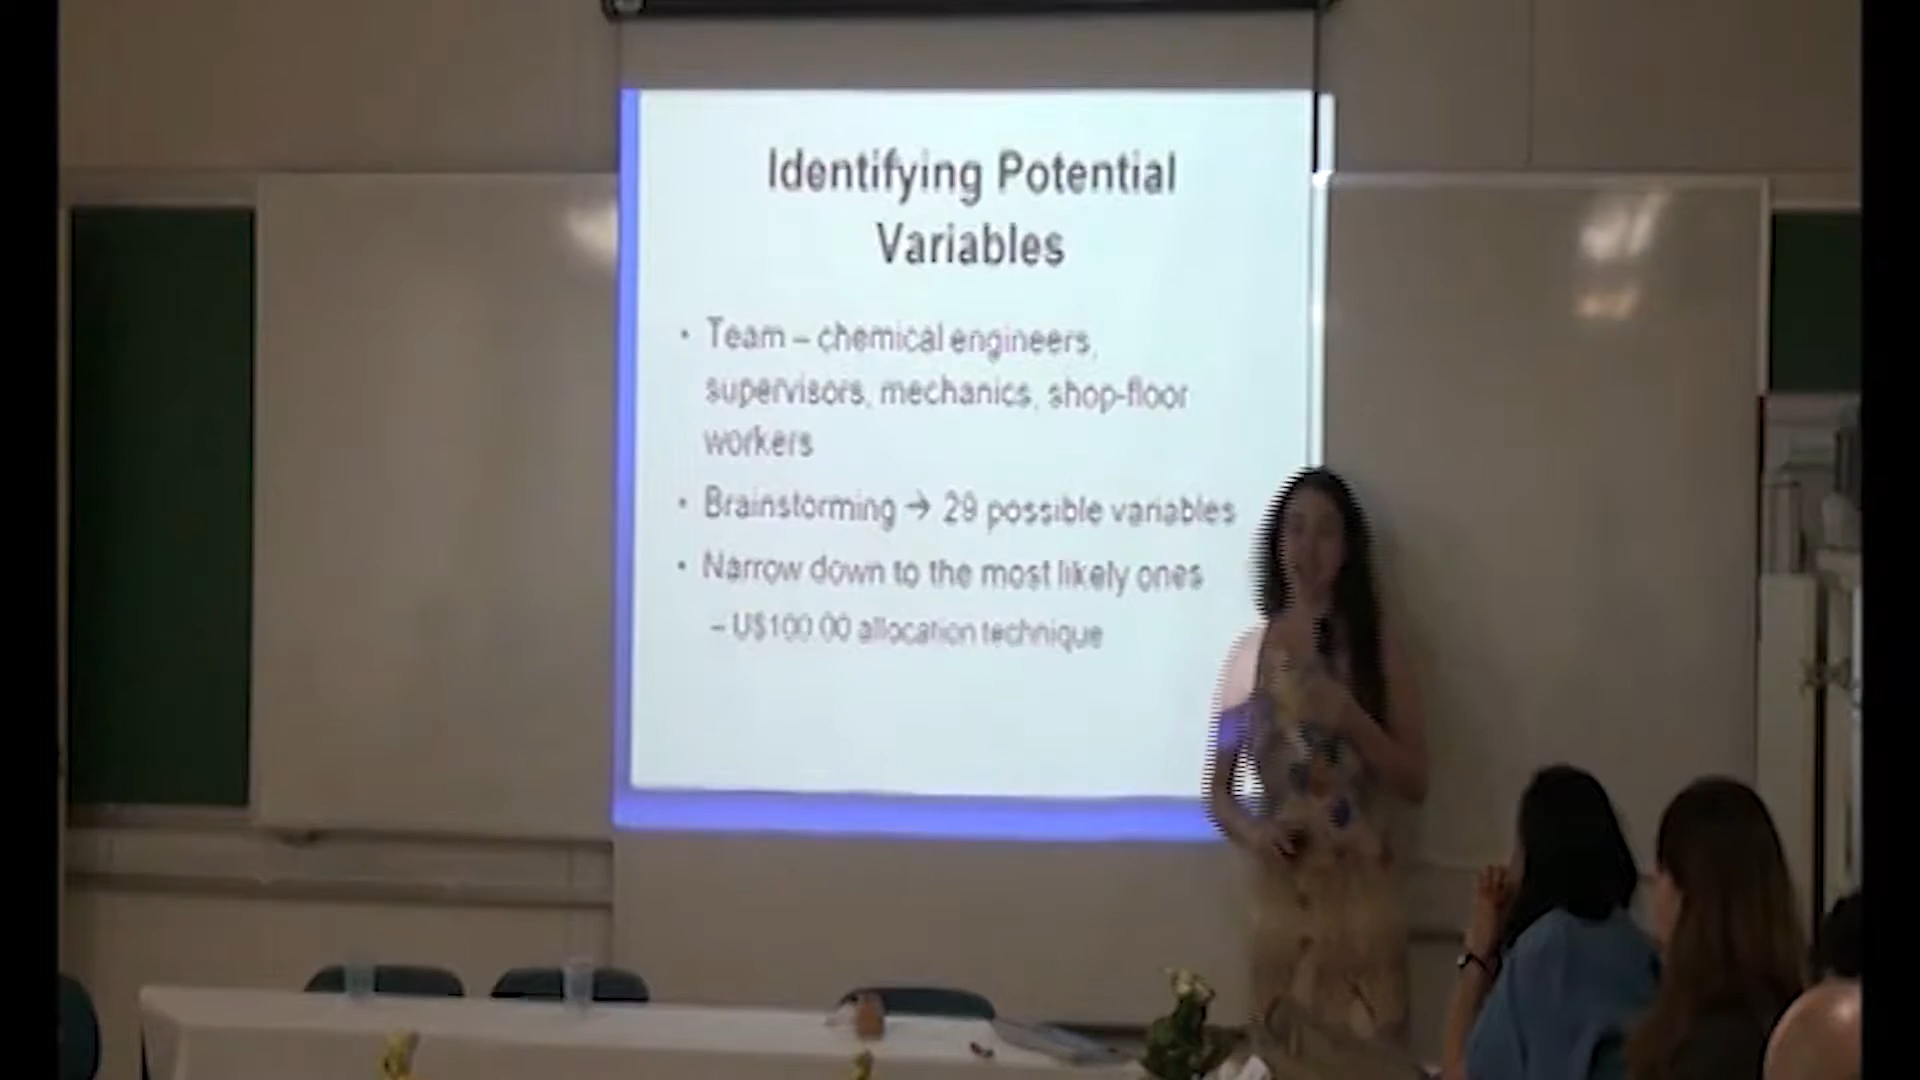 Identifying Potential
Variables
• Team – chemical engineers,
supervisors, mechanics, shop-floor
workers
• Brainstorming → 29 possible variables
• Narrow down to the most likely ones
– U$100.00 allocation technique